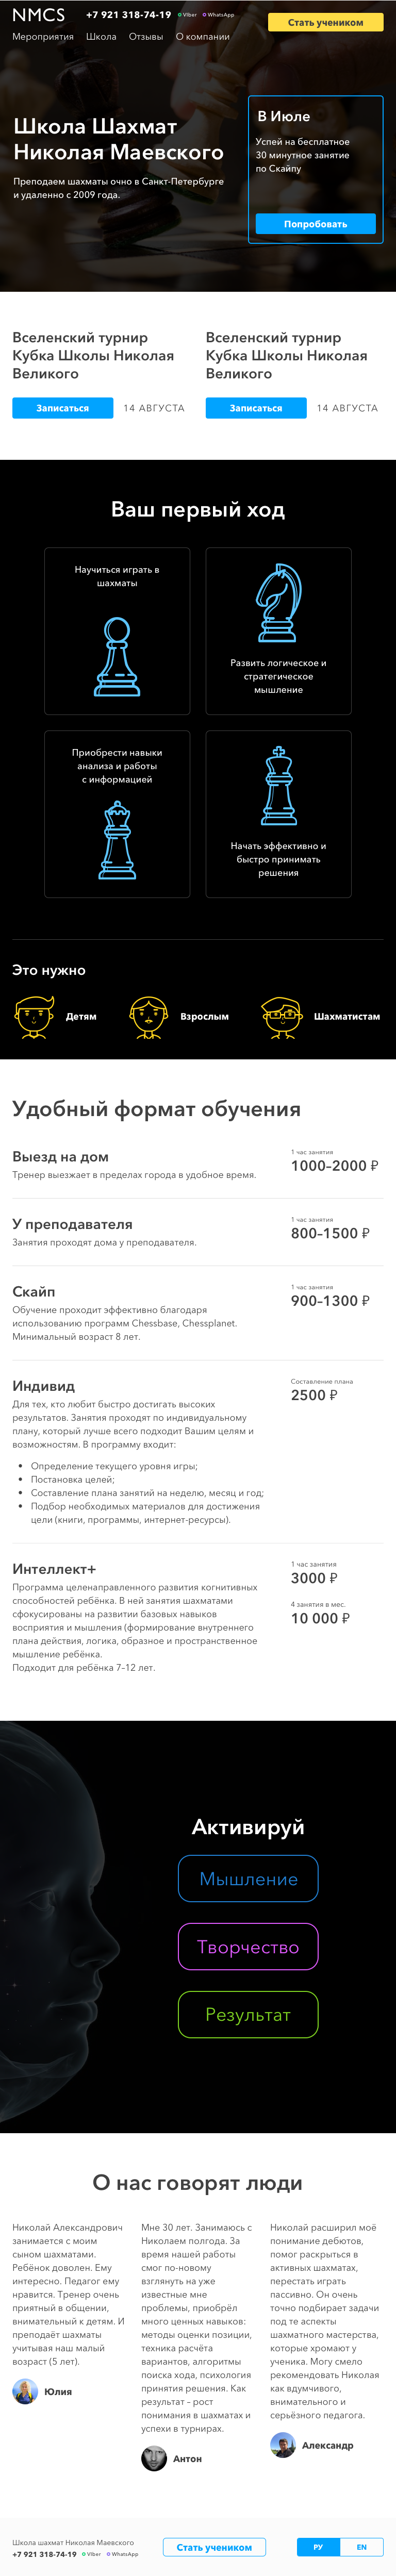 NMCS
+7 921 318-74-19 Viber WhatsApp
Стать учеником
Мероприятия Школа Отзывы О компании
Школа Шахмат
Николая Маевского
Преподаем шахматы очно в Санкт-Петербурге
и удаленно с 2009 года.
В Июле
Успей на бесплатное
30 минутное занятие
по Скайпу
Попробовать
Вселенский турнир
Кубка Школы Николая
Великого
Записаться 14 АВГУСТА
Вселенский турнир
Кубка Школы Николая
Великого
Записаться 14 АВГУСТА
Ваш первый ход
Научиться играть в
шахматы
Развить логическое и
стратегическое
мышление
Приобрести навыки
анализа и работы
с информацией
Начать эффективно и
быстро принимать
решения
Это нужно
Детям
Взрослым
Шахматистам
Удобный формат обучения
Выезд на дом
Тренер выезжает в пределах города в удобное время.
1 час занятия
1000–2000 ₽
У преподавателя
Занятия проходят дома у преподавателя.
1 час занятия
800–1500 ₽
Скайп
Обучение проходит эффективно благодаря
использованию программ Chessbase, Chessplanet.
Минимальный возраст 8 лет.
1 час занятия
900–1300 ₽
Индивид
Для тех, кто любит быстро достигать высоких
результатов. Занятия проходят по индивидуальному
плану, который лучше всего подходит Вашим целям и
возможностям. В программу входит:
• Определение текущего уровня игры;
• Постановка целей;
• Составление плана занятий на неделю, месяц и год;
• Подбор необходимых материалов для достижения
цели (книги, программы, интернет-ресурсы).
Составление плана
2500 ₽
Интеллект+
Программа целенаправленного развития когнитивных
способностей ребёнка. В ней занятия шахматами
сфокусированы на развитии базовых навыков
восприятия и мышления (формирование внутреннего
плана действия, логика, образное и пространственное
мышление ребёнка.
Подходит для ребёнка 7–12 лет.
1 час занятия
3000 ₽
4 занятия в мес.
10 000 ₽
Активируй
Мышление
Творчество
Результат
О нас говорят люди
Николай Александрович
занимается с моим
сыном шахматами.
Ребёнок доволен. Ему
интересно. Педагог ему
нравится. Тренер очень
приятный в общении,
внимательный к детям. И
преподаёт шахматы
учитывая наш малый
возраст (5 лет).
Юлия
Мне 30 лет. Занимаюсь с
Николаем полгода. За
время нашей работы
смог по-новому
взглянуть на уже
известные мне
проблемы, приобрёл
много ценных навыков:
методы оценки позиции,
техника расчёта
вариантов, алгоритмы
поиска хода, психология
принятия решения. Как
результат – рост
понимания в шахматах и
успехи в турнирах.
Антон
Николай расширил моё
понимание дебютов,
помог раскрыться в
активных шахматах,
перестать играть
пассивно. Он очень
точно подбирает задачи
под те аспекты
шахматного мастерства,
которые хромают у
ученика. Могу смело
рекомендовать Николая
как вдумчивого,
внимательного и
серьёзного педагога.
Александр
Школа шахмат Николая Маевского
+7 921 318-74-19 Viber WhatsApp
Стать учеником
РУ EN